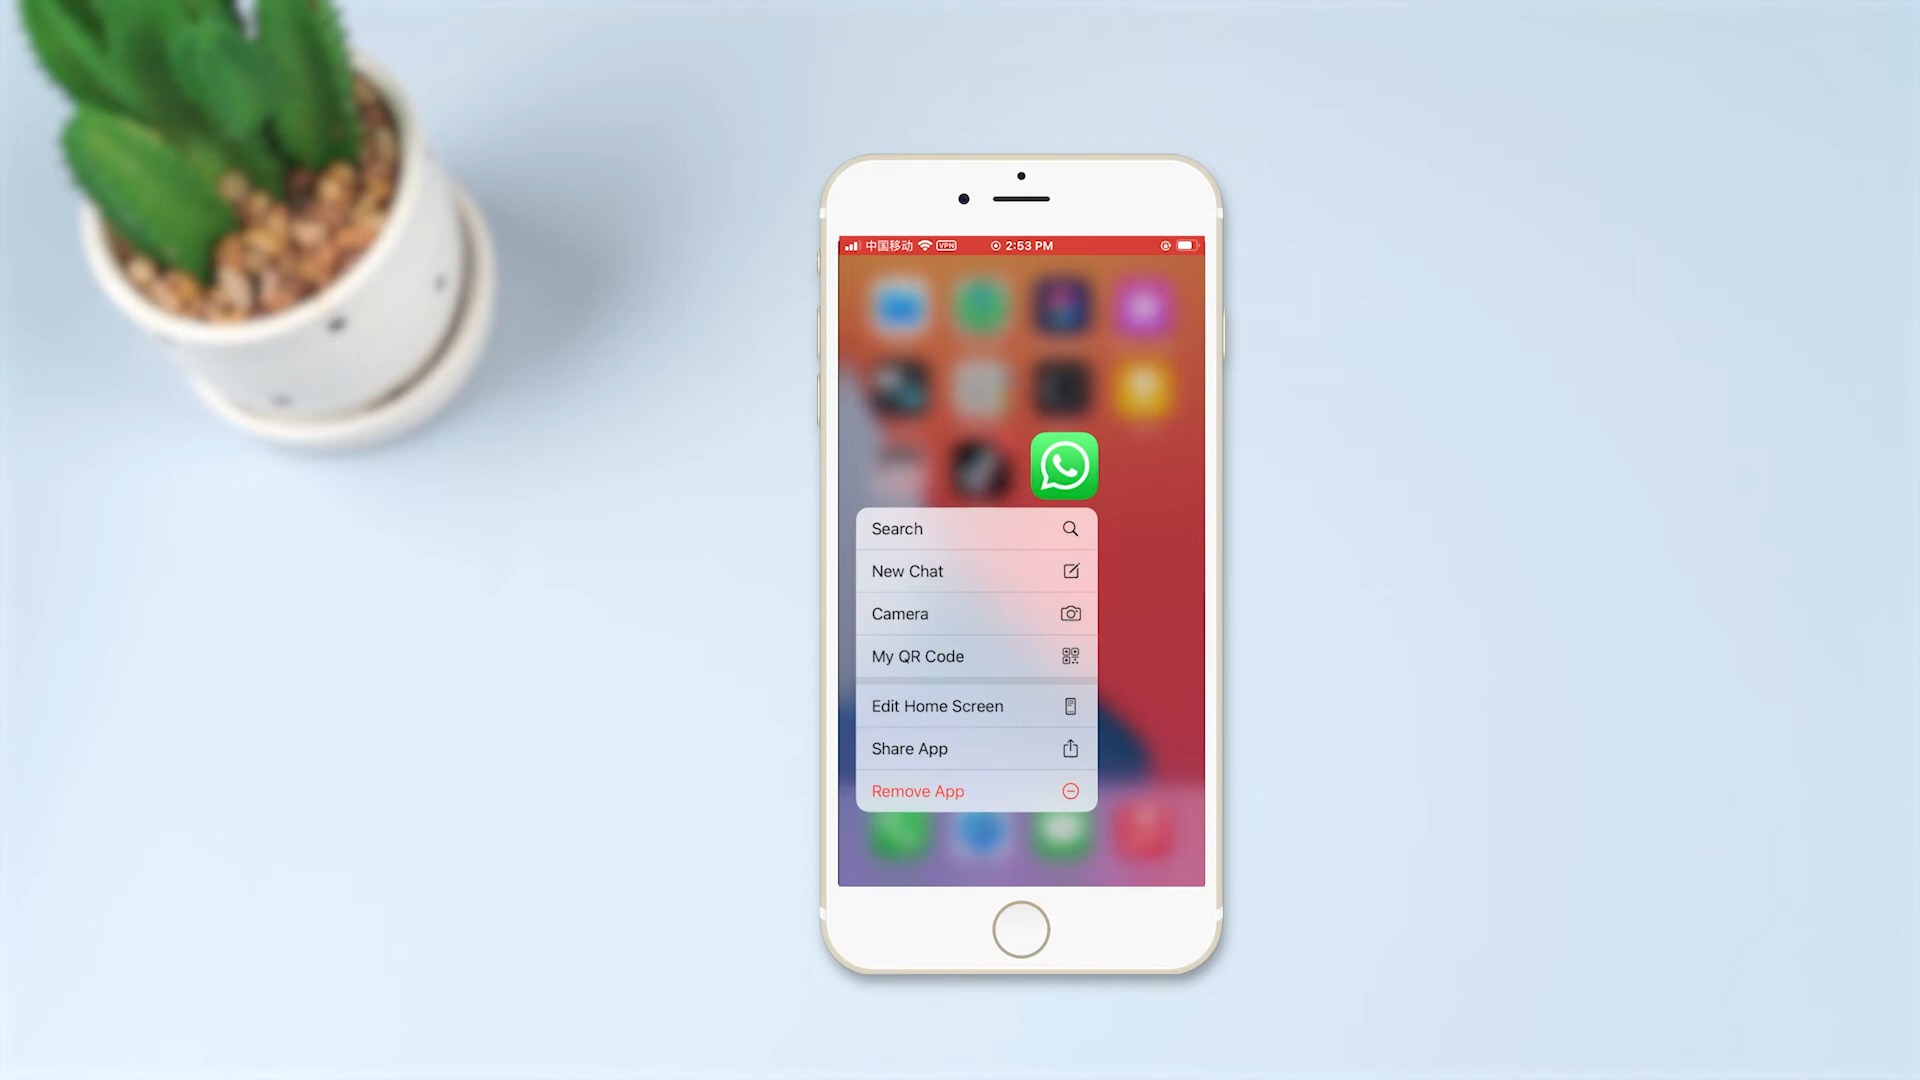 中国移动 VPN 2:53 PM
Search
New Chat
Camera
My QR Code
Edit Home Screen
Share App
Remove App